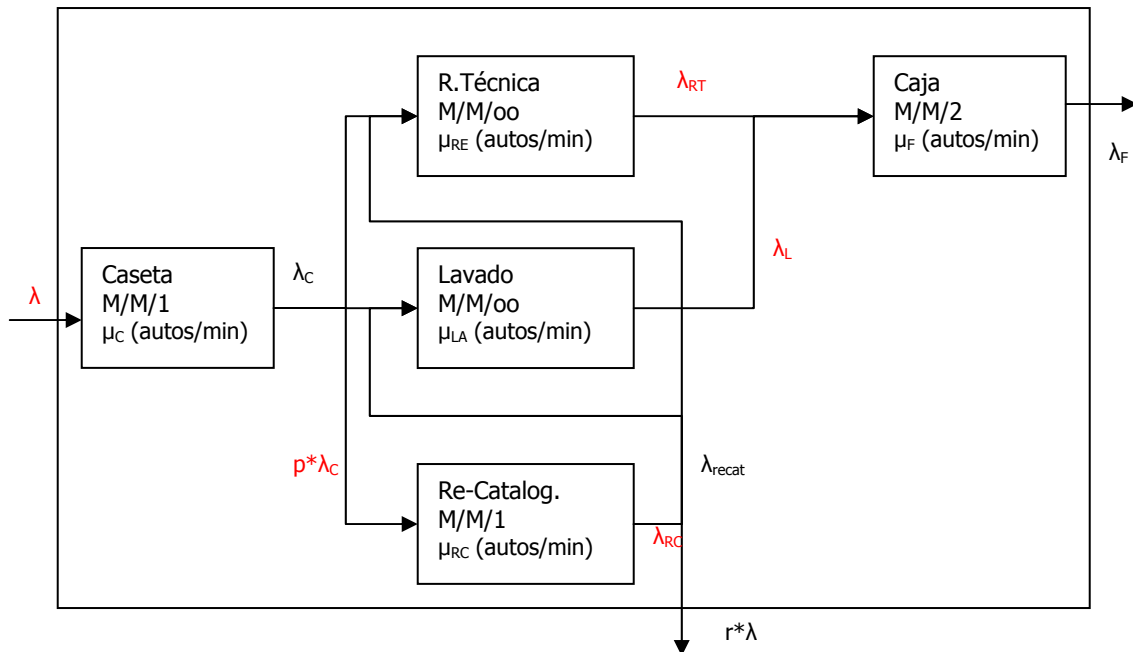 R.Técnica
M/M/oo
μRE (autos/min)
λRT
Caja
M/M/2
μF (autos/min)
λF
λ
Caseta
M/M/1
μC (autos/min)
λC
Lavado
M/M/oo
μLA (autos/min)
λL
p*λC
Re-Catalog.
M/M/1
μRC (autos/min)
λRC
λrecat
r*λ